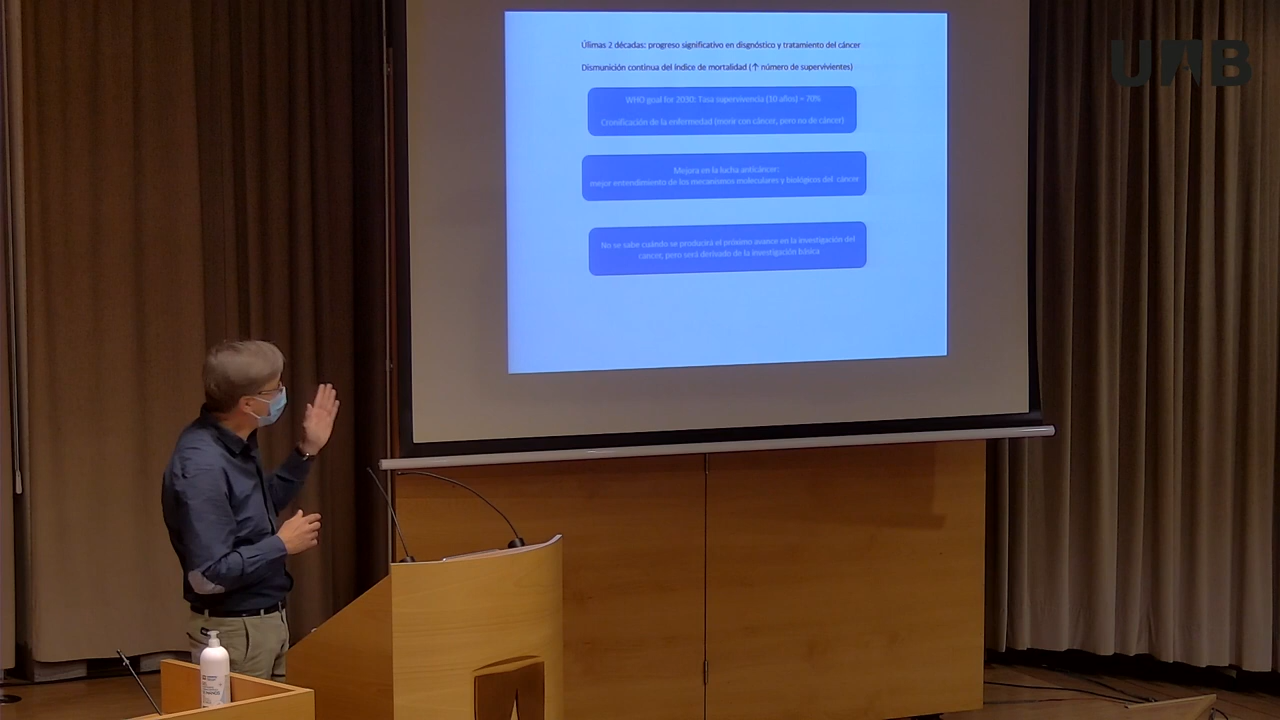 Úlimas 2 décadas: progreso significativo en disgnóstico y tratamiento del cáncer
UAB
Dismunición continua del índice de mortalidad (↑ número de supervivientes)
WHO goal for 2030: Tasa supervivencia (10 años) = 70%
Cronificación de la enfermedad (morir con cáncer, pero no de cáncer)
Mejora en la lucha anticáncer:
mejor entendimiento de los mecanismos moleculares y biológicos del cáncer
No se sabe cuándo se producirá el próximo avance en la investigación del
cáncer, pero será derivado de la investigación básica